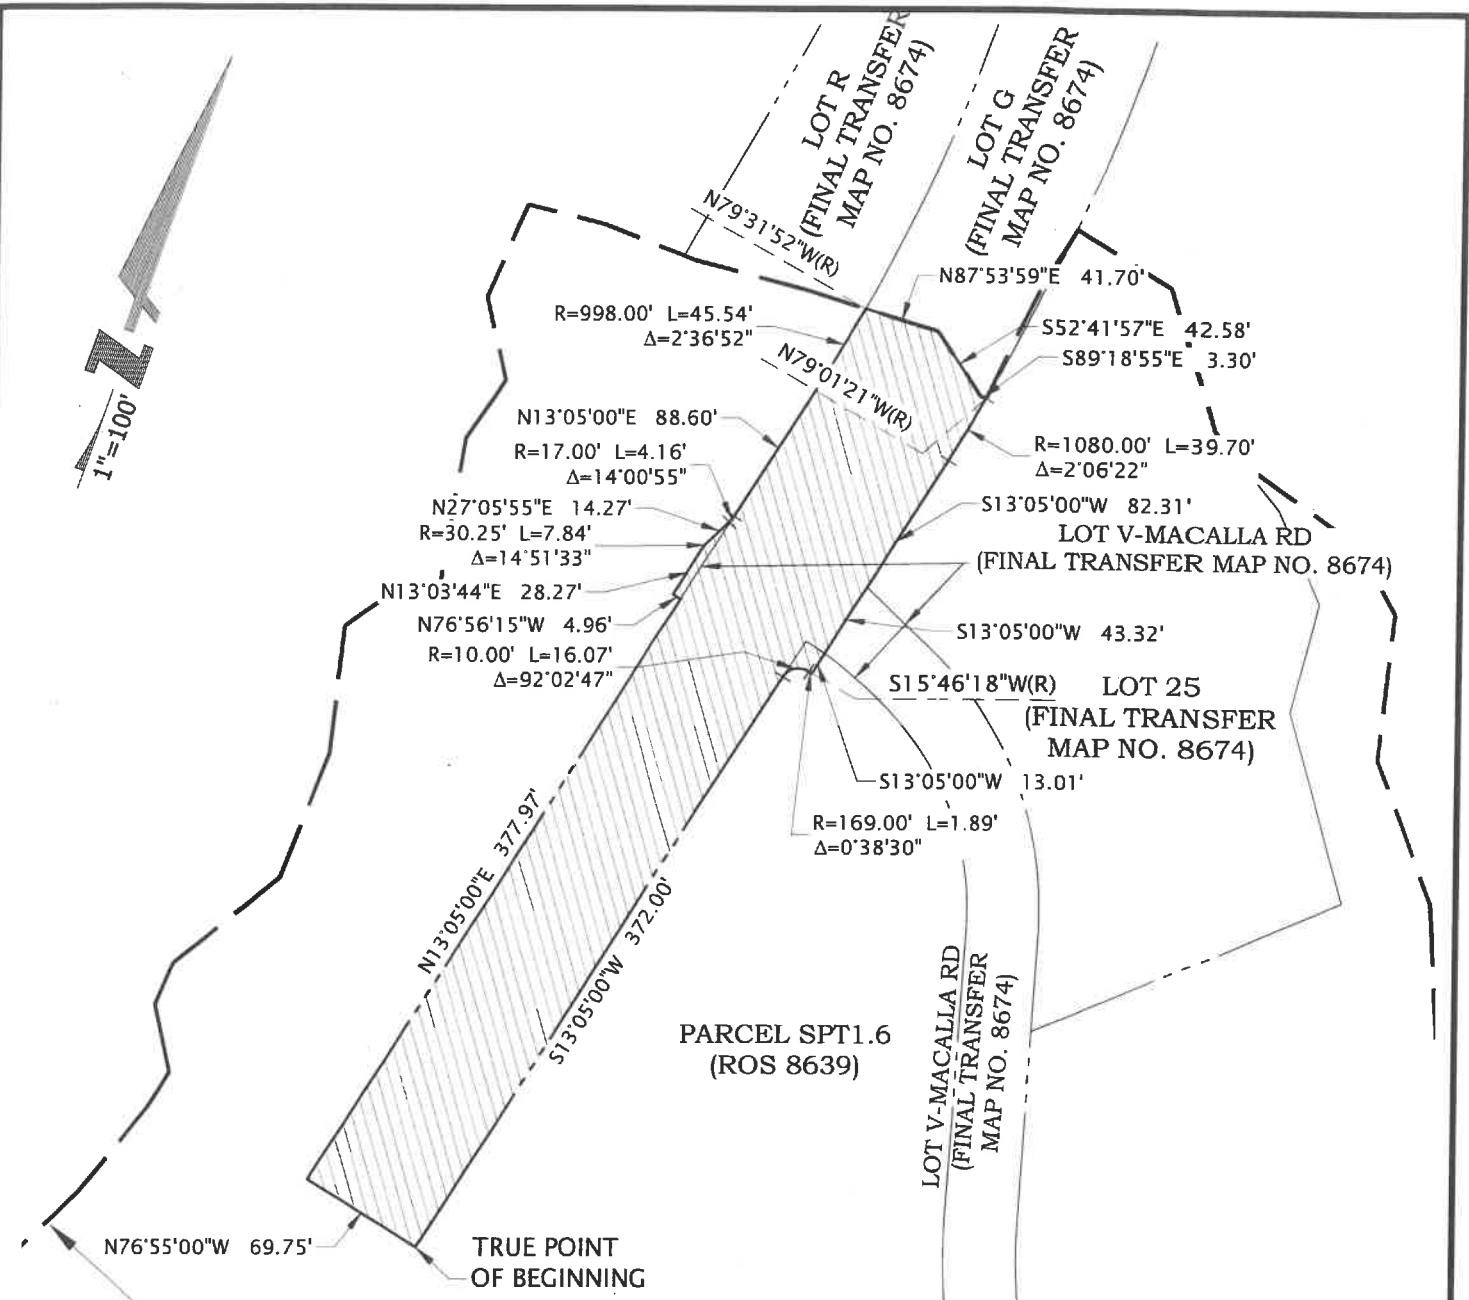 LOT R
(FINAL TRANSFER
MAP NO. 8674)
LOT G
(FINAL TRANSFER
MAP NO. 8674)
N
1"=100'
N79°31'52"W(R)
N87°53'59"E 41.70'
R=998.00' L=45.54'
Δ=2°36'52"
S52°41'57"E 42.58'
S89°18'55"E 3.30'
N79°01'21"W(R)
N13°05'00"E 88.60'
R=17.00' L=4.16'
Δ=14°00'55"
R=1080.00' L=39.70'
Δ=2°06'22"
N27°05'55"E 14.27'
R=30.25' L=7.84'
Δ=14°51'33"
S13°05'00"W 82.31'
LOT V-MACALLA RD
(FINAL TRANSFER MAP NO. 8674)
N13°03'44"E 28.27'
N76°56'15"W 4.96'
R=10.00' L=16.07'
Δ=92°02'47"
S13°05'00"W 43.32'
S15°46'18"W(R)
LOT 25
(FINAL TRANSFER
MAP NO. 8674)
S13°05'00"W 13.01'
R=169.00' L=1.89'
Δ=0°38'30"
N13°05'00"E 377.97'
S13°05'00"W 372.00'
PARCEL SPT1.6
(ROS 8639)
LOT V-MACALLA RD
(FINAL TRANSFER
MAP NO. 8674)
N76°55'00"W 69.75'
TRUE POINT
OF BEGINNING